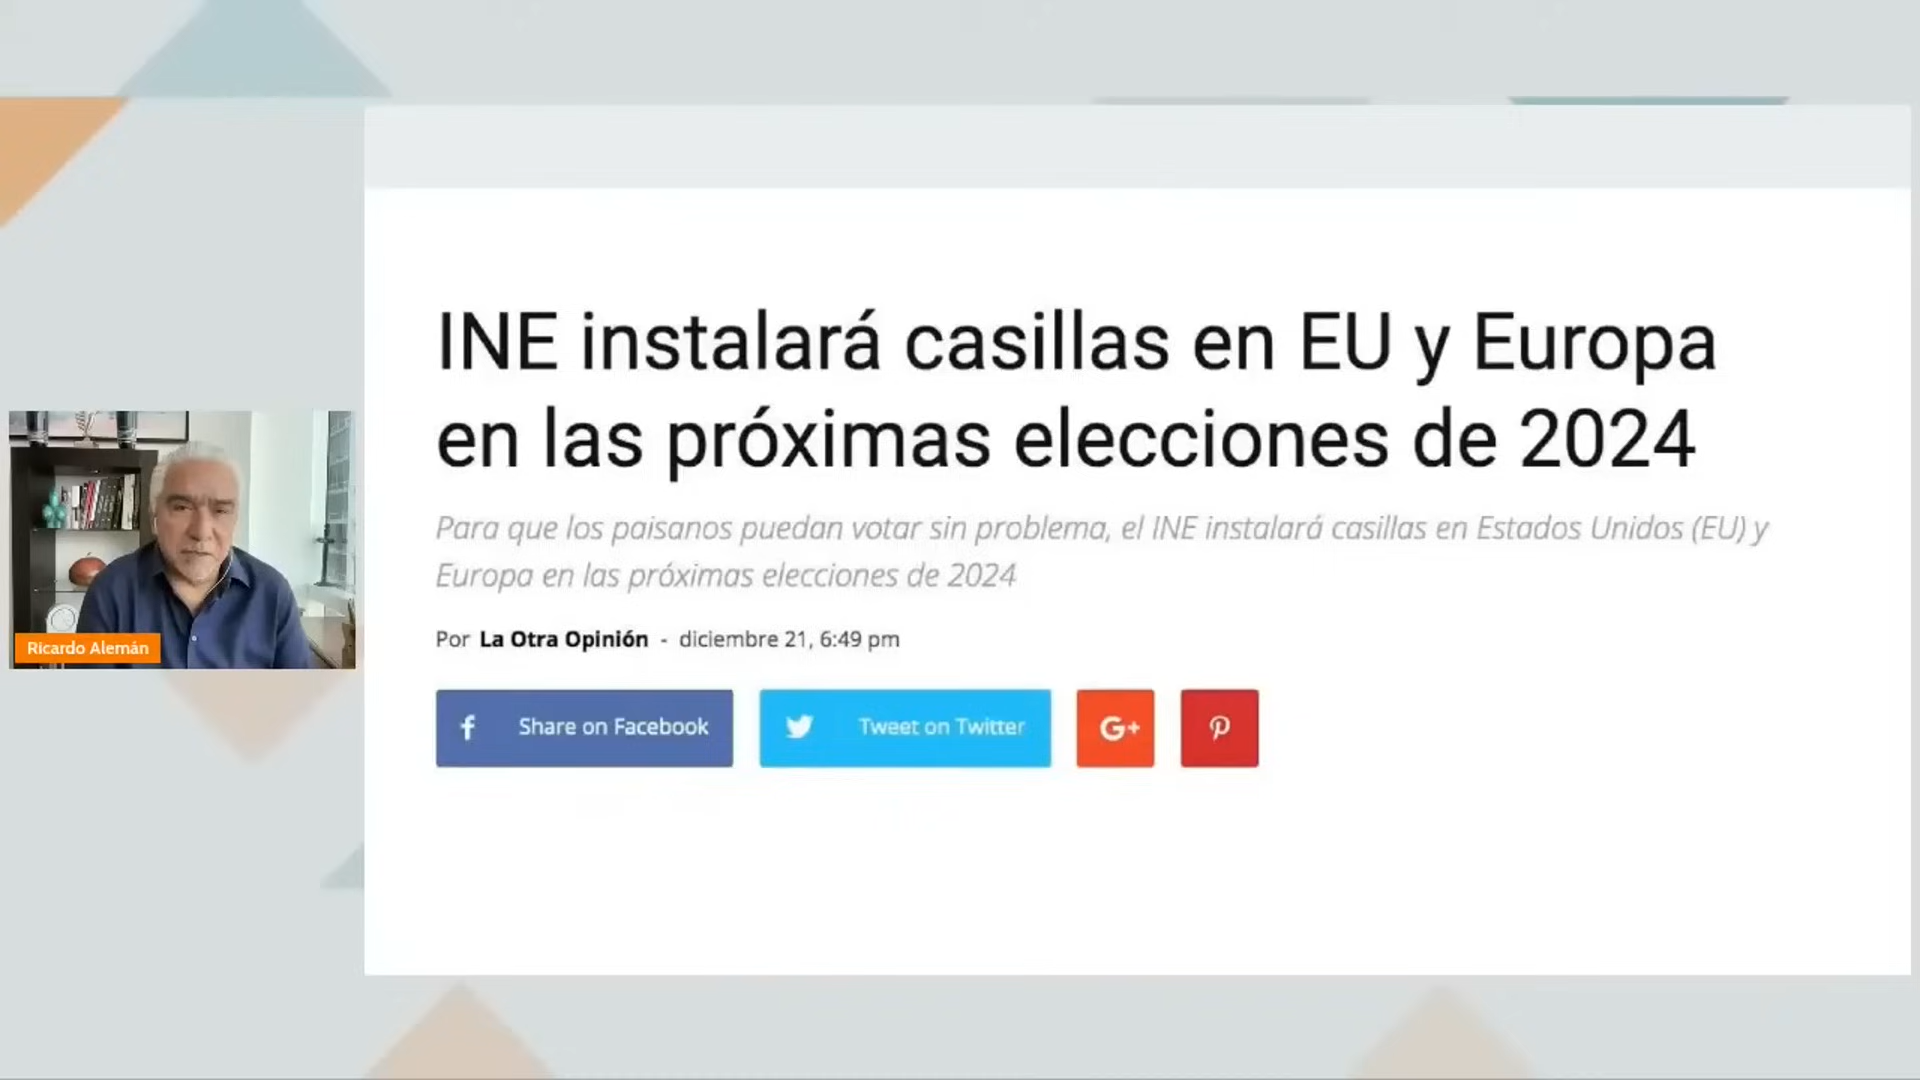 INE instalará casillas en EU y Europa
en las próximas elecciones de 2024
Para que los paisanos puedan votar sin problema, el INE instalará casillas en Estados Unidos (EU) y
Europa en las próximas elecciones de 2024
Por La Otra Opinión - diciembre 21, 6:49 pm
Share on Facebook
Tweet on Twitter
G+
Ricardo Alemán